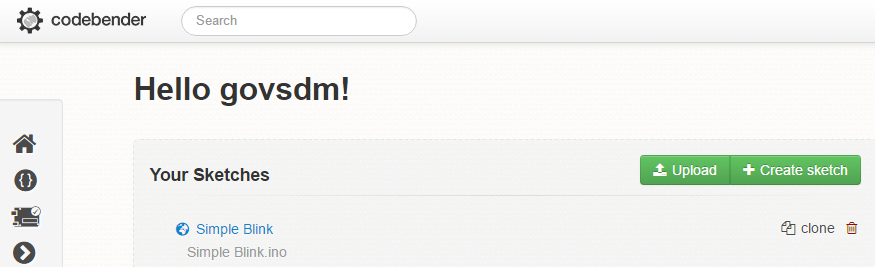 codebender Search
Hello govsdm!
Your Sketches Upload Create sketch
Simple Blink clone
Simple Blink.ino